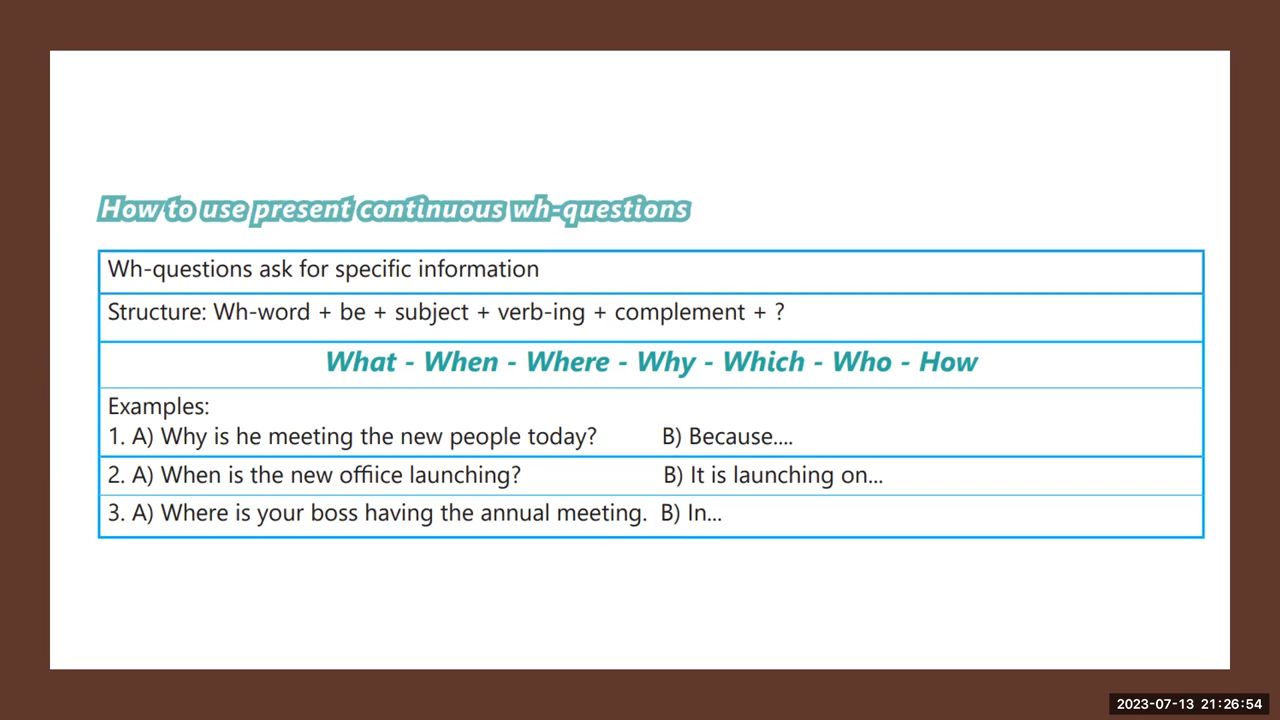 How to use present continuous wh-questions
Wh-questions ask for specific information
Structure: Wh-word + be + subject + verb-ing + complement + ?
What - When - Where - Why - Which - Who - How
Examples:
1. A) Why is he meeting the new people today? B) Because....
2. A) When is the new office launching? B) It is launching on...
3. A) Where is your boss having the annual meeting. B) In...
2023-07-13 21:26:54